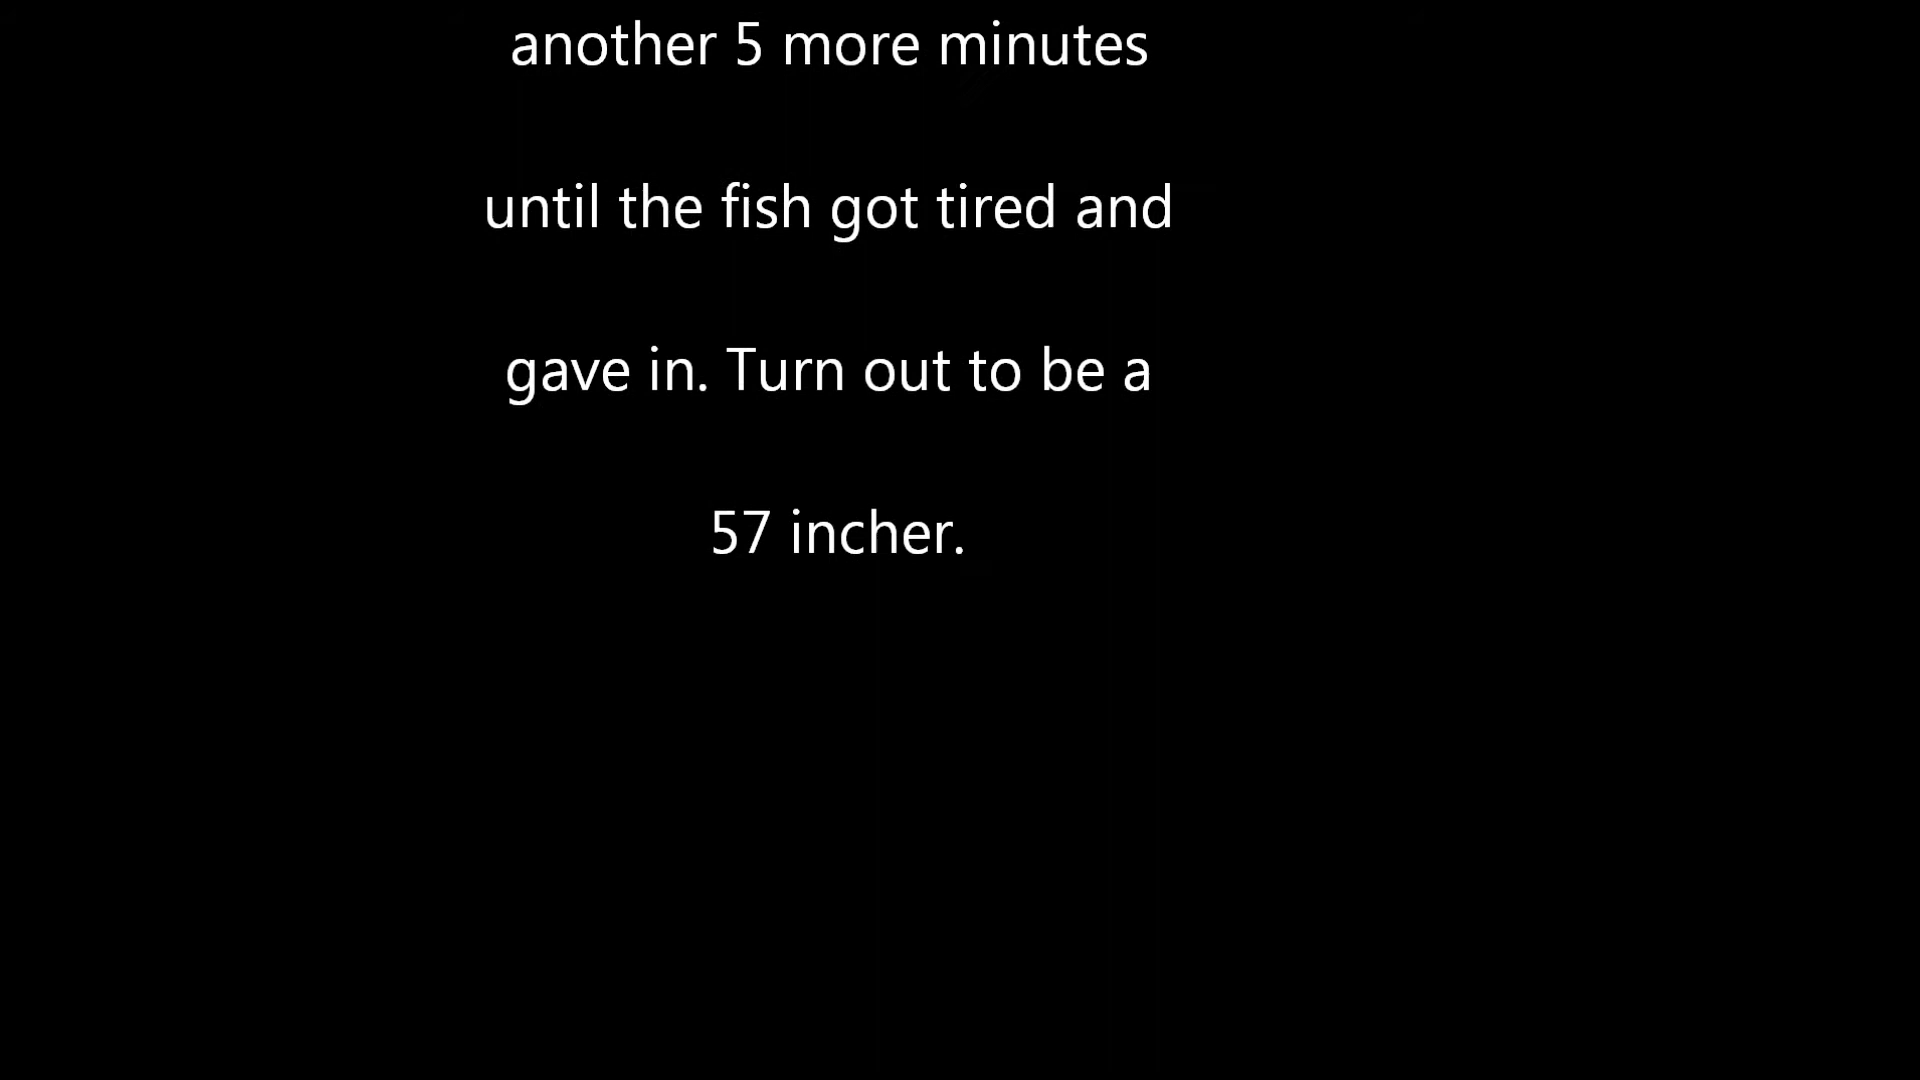 another 5 more minutes
until the fish got tired and
gave in. Turn out to be a
57 incher.